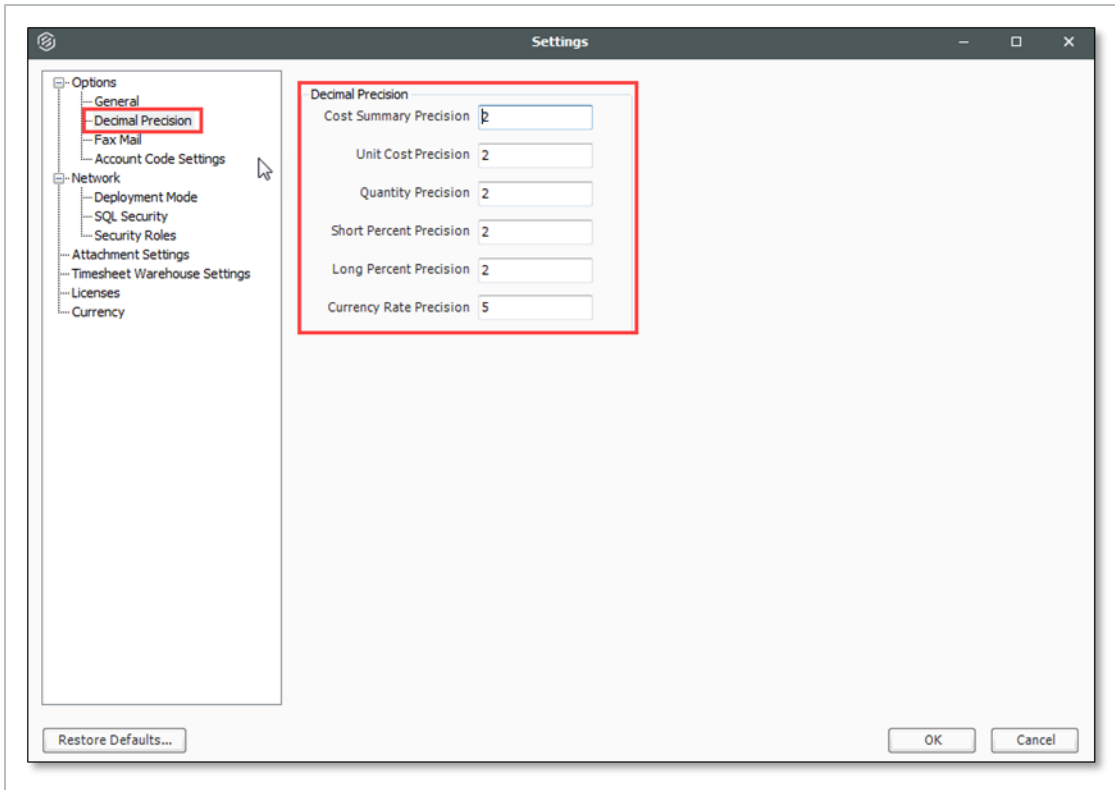 Settings
Options
General
Decimal Precision
Fax Mail
Account Code Settings
Network
Deployment Mode
SQL Security
Security Roles
Attachment Settings
Timesheet Warehouse Settings
Licenses
Currency
Decimal Precision
Cost Summary Precision 2
Unit Cost Precision 2
Quantity Precision 2
Short Percent Precision 2
Long Percent Precision 2
Currency Rate Precision 5
Restore Defaults...
OK
Cancel